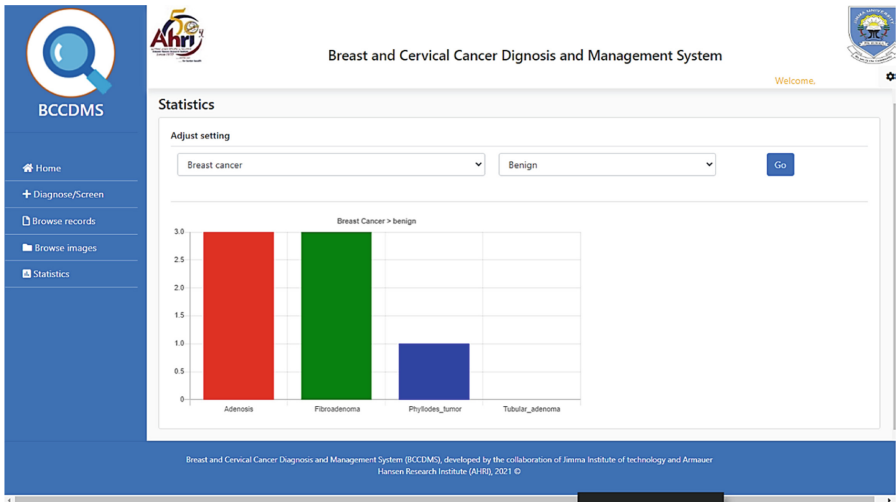 50
Ahri
Breast and Cervical Cancer Dignosis and Management System
Welcome,
BCCDMS
Home
Diagnose/Screen
Browse records
Browse images
Statistics
Statistics
Adjust setting
Breast cancer
Benign
Go
Breast Cancer > benign
3.0
2.5
2.0
1.5
1.0
0.5
0
Adenosis Fibroadenoma Phyllodes_tumor Tubular_adenoma
Breast and Cervical Cancer Diagnosis and Management System (BCCDMS), developed by the collaboration of Jimma Institute of technology and Armauer
Hansen Research Institute (AHRI), 2021 ©